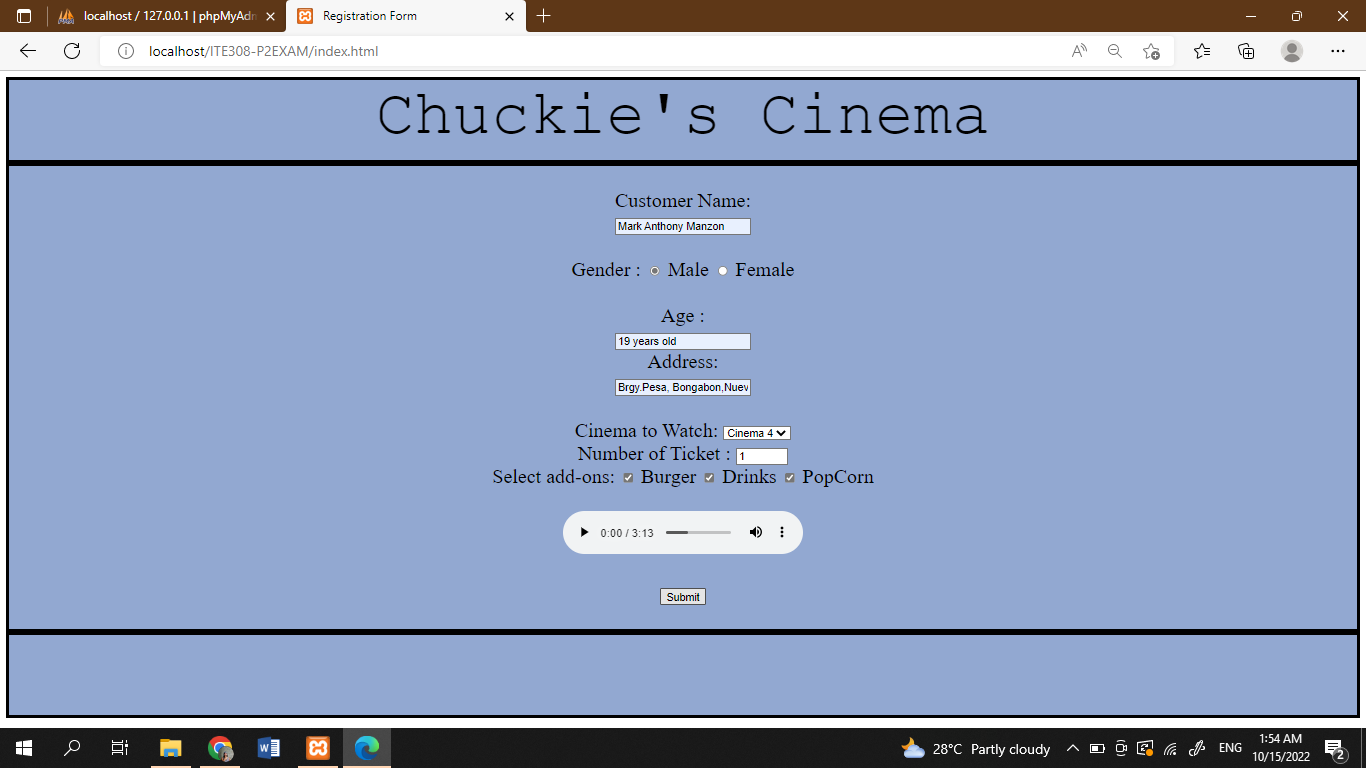 localhost / 127.0.0.1 | phpMyAdn
Registration Form
localhost/ITE308-P2EXAM/index.html
Chuckie's Cinema
Customer Name:
Mark Anthony Manzon
Gender : Male Female
Age :
19 years old
Address:
Brgy.Pesa, Bongabon,Nuev
Cinema to Watch: Cinema 4
Number of Ticket : 1
Select add-ons: Burger Drinks PopCorn
0:00 / 3:13
Submit
28°C Partly cloudy
ENG
1:54 AM
10/15/2022
2